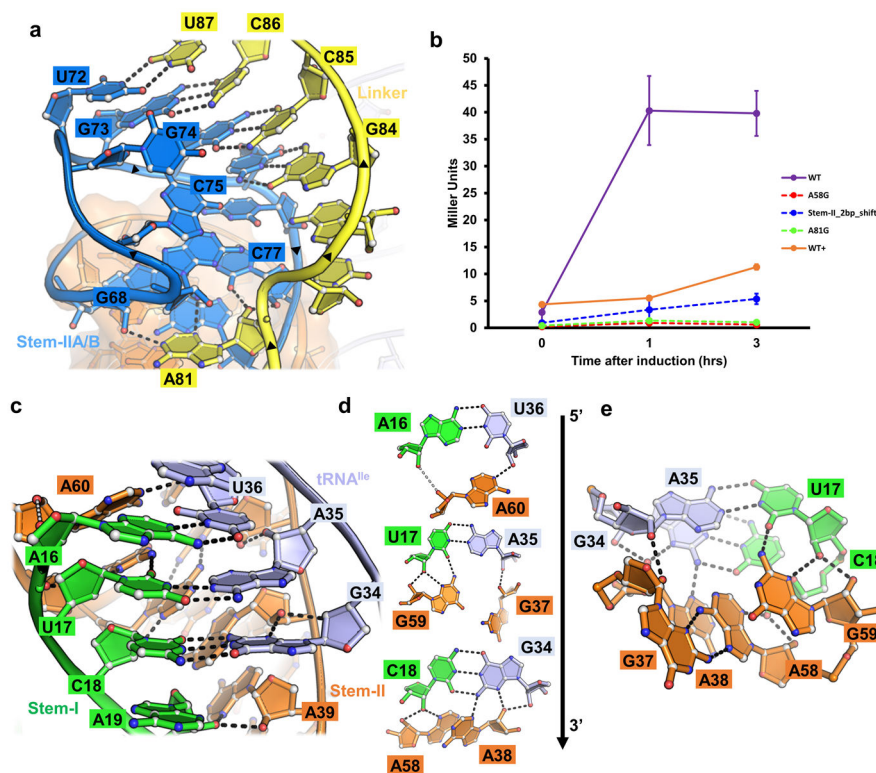 a
U87
C86
U72
C85
Linker
G73
G74
G84
C75
C77
G68
Stem-IIA/B
A81
b
Miller Units
50
45
40
35
30
25
20
15
10
5
0
0
1
3
Time after induction (hrs)
WT
A58G
Stem-II_2bp_shift
A81G
WT+
c
A60
U36
tRNAIle
A35
A16
G34
U17
C18
Stem-II
Stem-I
A19
A39
d
A16
U36
A60
U17
A35
G59
G37
C18
G34
A58
A38
5’
3’
e
A35
U17
G34
C18
G37
G59
A38
A58